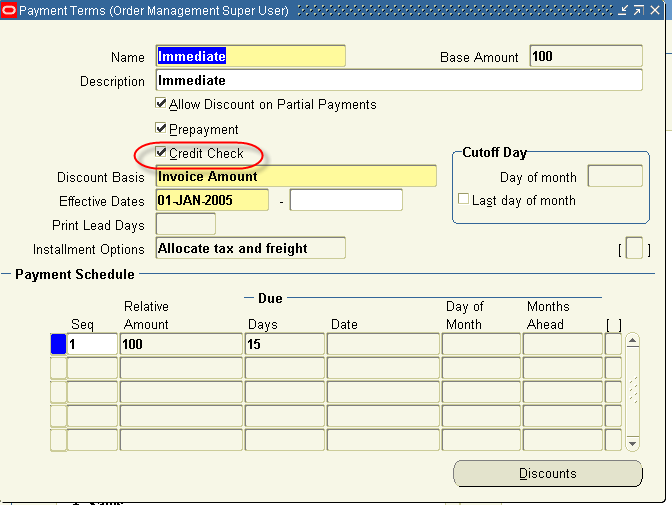 Payment Terms (Order Management Super User)
Name Immediate Base Amount 100
Description Immediate
Allow Discount on Partial Payments
Prepayment
Credit Check
Cutoff Day
Discount Basis Invoice Amount Day of month
Effective Dates 01-JAN-2005 - Last day of month
Print Lead Days
Installment Options Allocate tax and freight [ ]
Payment Schedule
Due
Relative Day of Months
Seq Amount Days Date Month Ahead [ ]
1 100 15
Discounts